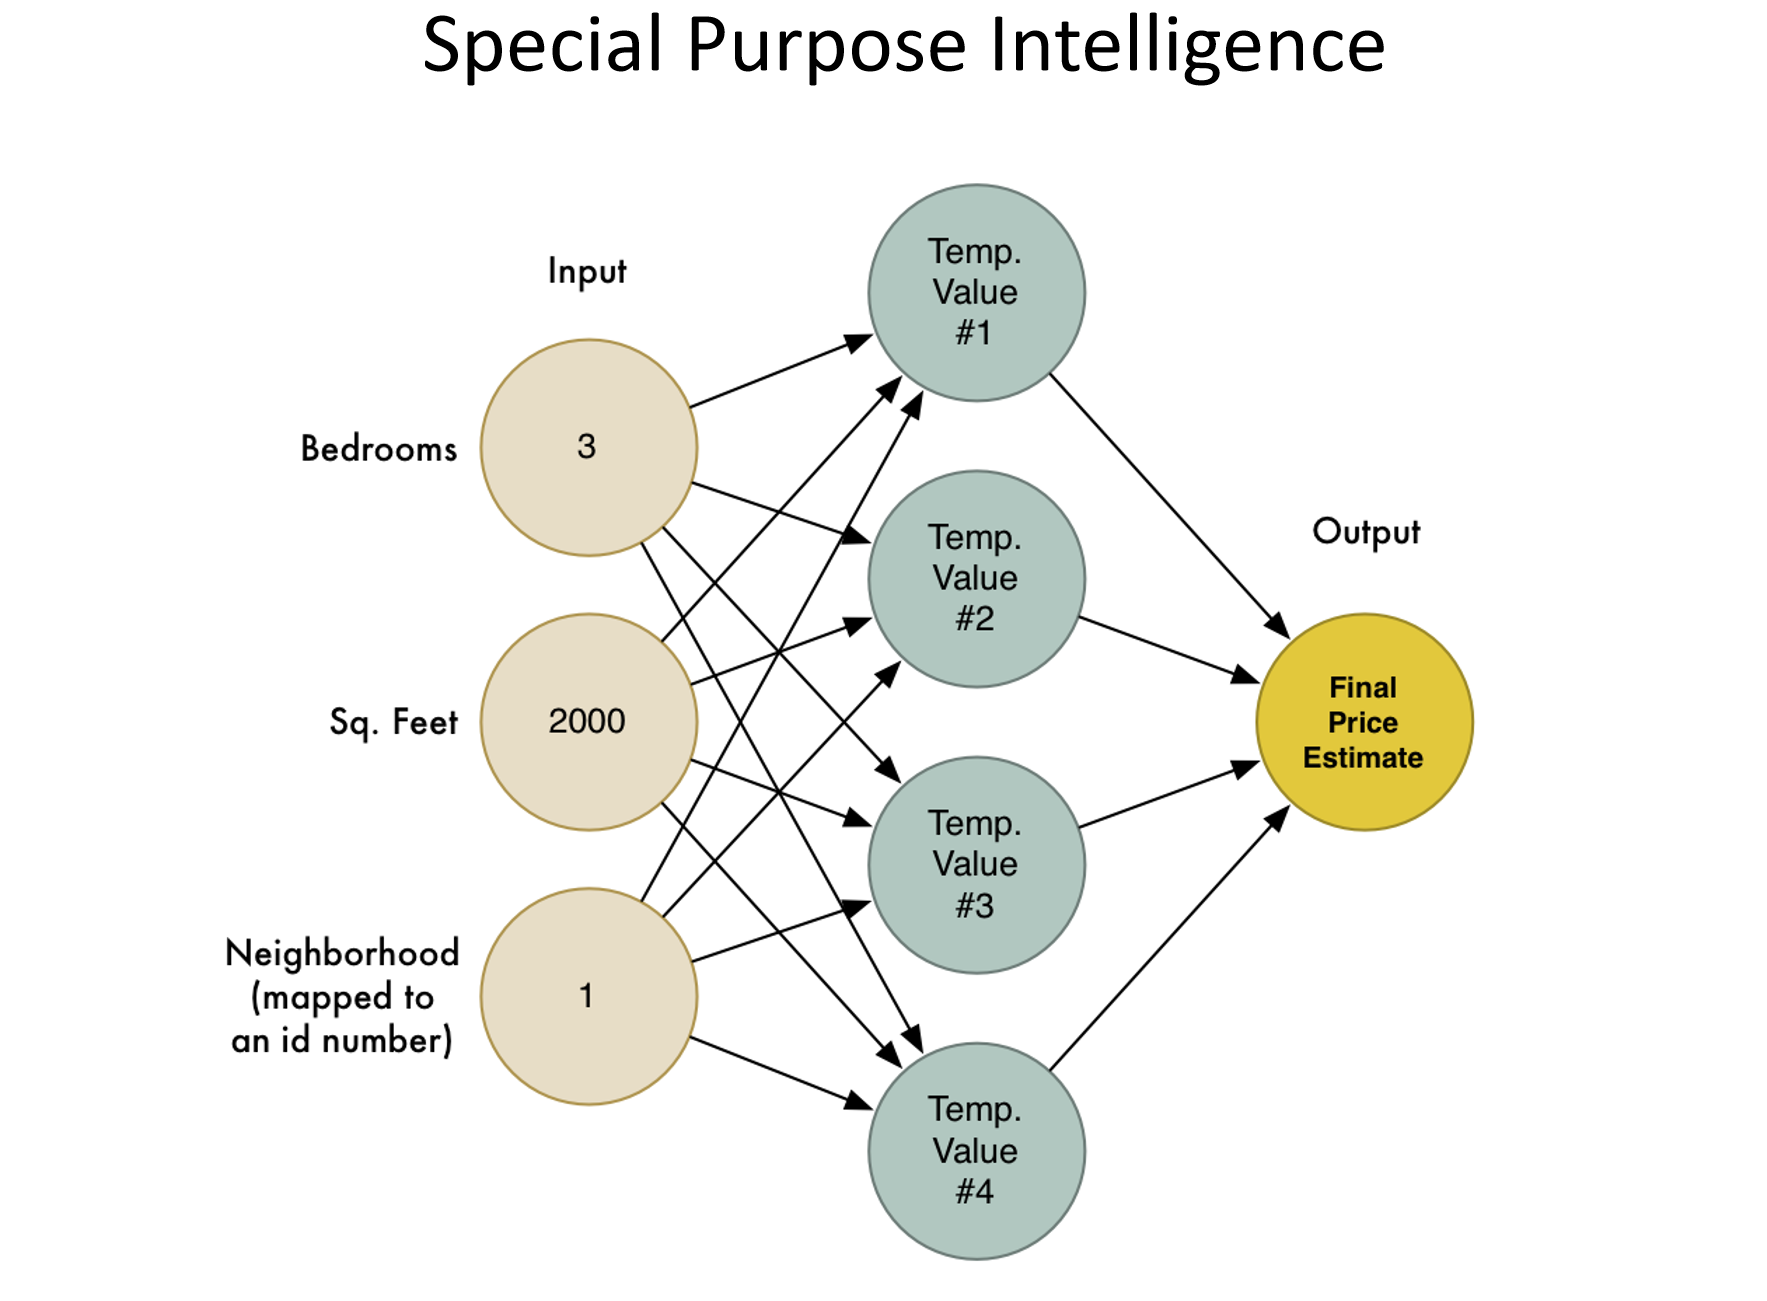 Special Purpose Intelligence
Input
Bedrooms
3
Sq. Feet
2000
Neighborhood
(mapped to
an id number)
1
Temp.
Value
#1
Temp.
Value
#2
Temp.
Value
#3
Temp.
Value
#4
Output
Final
Price
Estimate